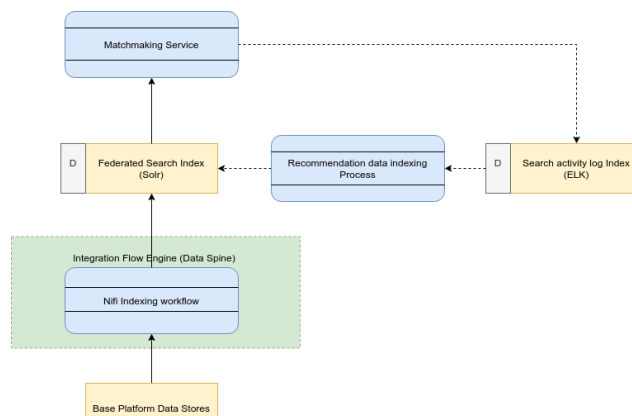 Matchmaking Service
D
Federated Search Index
(Solr)
Recommendation data indexing
Process
D
Search activity log Index
(ELK)
Integration Flow Engine (Data Spine)
Nifi Indexing workflow
Base Platform Data Stores